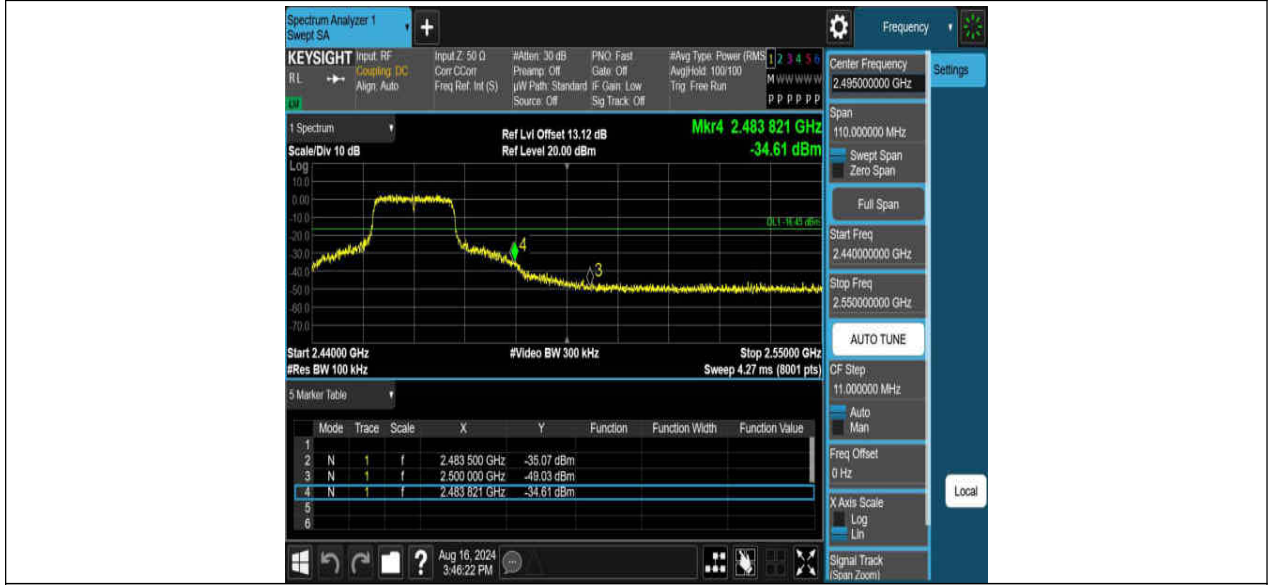 Spectrum Analyzer 1
Swept SA
+
Frequency
KEYSIGHT
RL
LW
Input: RF
Coupling: DC
Align: Auto
Input Z: 50 Ω
Corr CCorr
Freq Ref: Int (S)
#Atten: 30 dB
Preamp: Off
µW Path: Standard
Source: Off
PNO: Fast
Gate: Off
IF Gain: Low
Sig Track: Off
#Avg Type: Power (RMS
Avg|Hold: 100/100
Trig: Free Run
1 2 3 4 5 6
M W W W W W
P P P P P P
1 Spectrum
Scale/Div 10 dB
Ref Lvl Offset 13.12 dB
Ref Level 20.00 dBm
Mkr4 2.483 821 GHz
-34.61 dBm
Log
10.0
0.00
-10.0
-20.0
-30.0
-40.0
-50.0
-60.0
-70.0
4
3
Start 2.44000 GHz
#Video BW 300 kHz
Stop 2.55000 GHz
#Res BW 100 kHz
Sweep 4.27 ms (8001 pts)
5 Marker Table
Mode Trace Scale X Y Function Function Width Function Value
1
2 N 1 f 2.483 500 GHz -35.07 dBm
3 N 1 f 2.500 000 GHz -49.03 dBm
4 N 1 f 2.483 821 GHz -34.61 dBm
5
6
?
Aug 16, 2024
3:46:22 PM
Center Frequency
2.495000000 GHz
Settings
Span
110.000000 MHz
Swept Span
Zero Span
Full Span
Start Freq
2.440000000 GHz
Stop Freq
2.550000000 GHz
AUTO TUNE
CF Step
11.000000 MHz
Auto
Man
Freq Offset
0 Hz
X Axis Scale
Log
Lin
Signal Track
(Span Zoom)
Local